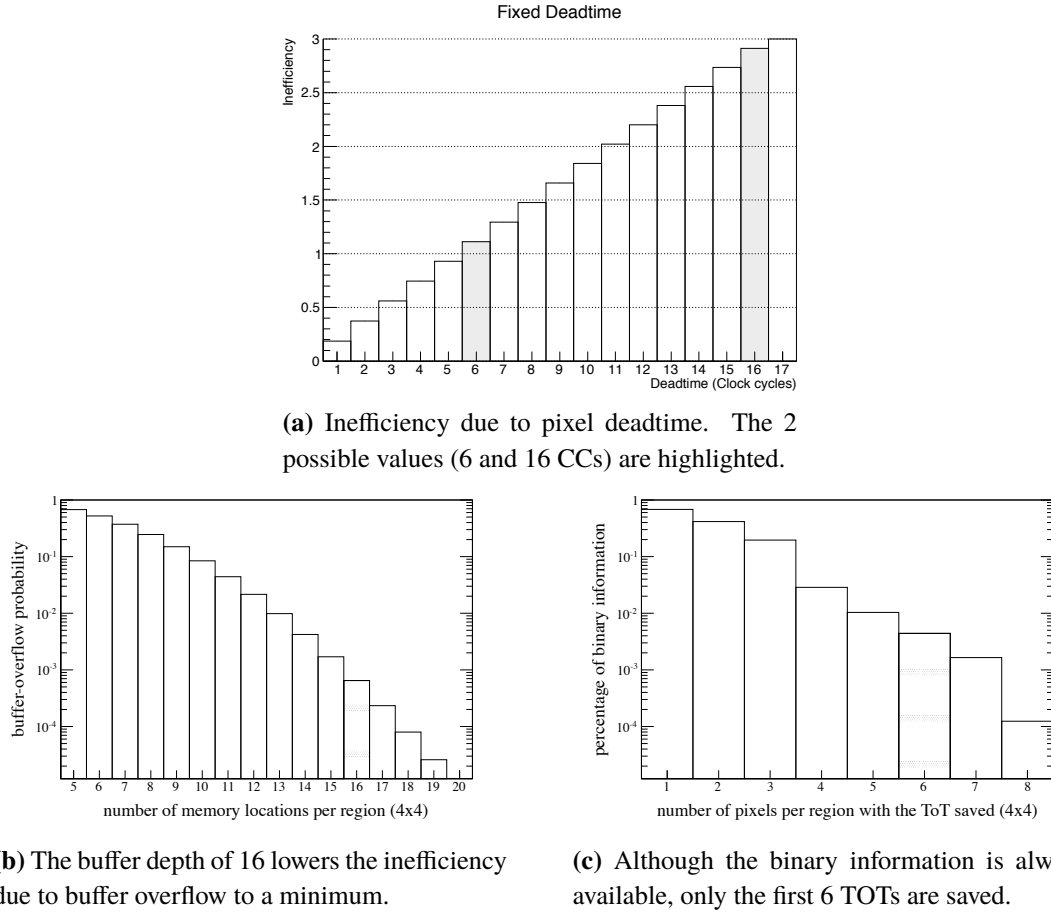 Fixed Deadtime
Inefficiency
3
2.5
2
1.5
1
0.5
0
1 2 3 4 5 6 7 8 9 10 11 12 13 14 15 16 17
Deadtime (Clock cycles)
(a) Inefficiency due to pixel deadtime. The 2
possible values (6 and 16 CCs) are highlighted.
buffer-overflow probability
1
10-1
10-2
10-3
10-4
5 6 7 8 9 10 11 12 13 14 15 16 17 18 19 20
number of memory locations per region (4x4)
(b) The buffer depth of 16 lowers the inefficiency
due to buffer overflow to a minimum.
percentage of binary information
1
10-1
10-2
10-3
10-4
1 2 3 4 5 6 7 8
number of pixels per region with the ToT saved (4x4)
(c) Although the binary information is alw
available, only the first 6 TOTs are saved.